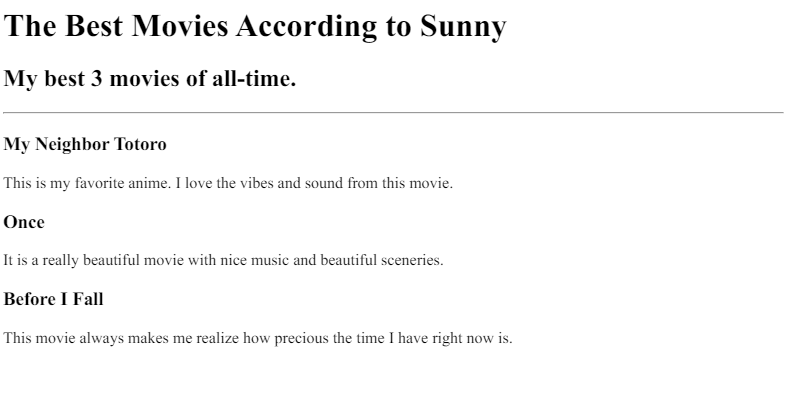 The Best Movies According to Sunny
My best 3 movies of all-time.
My Neighbor Totoro
This is my favorite anime. I love the vibes and sound from this movie.
Once
It is a really beautiful movie with nice music and beautiful sceneries.
Before I Fall
This movie always makes me realize how precious the time I have right now is.